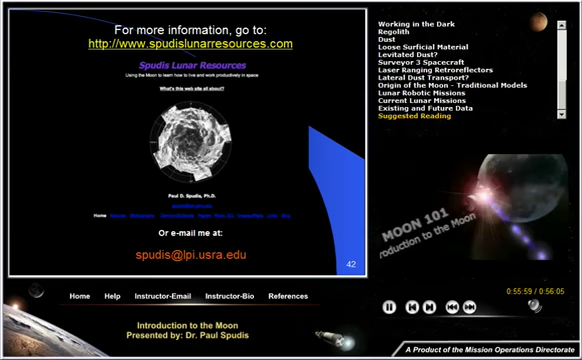 For more information, go to:
http://www.spudislunarresources.com
Spudis Lunar Resources
Using the Moon to learn how to live and work productively in space
What's this web site all about?
Paul D. Spudis, Ph.D.
Home
Or e-mail me at:
spudis@lpi.usra.edu
42
Working in the Dark
Regolith
Dust
Loose Surficial Material
Levitated Dust?
Surveyor 3 Spacecraft
Laser Ranging Retroreflectors
Lateral Dust Transport?
Origin of the Moon - Traditional Models
Lunar Robotic Missions
Current Lunar Missions
Existing and Future Data
Suggested Reading
MOON 101
roduction to the Moon
0:55:59 / 0:56:05
Home Help Instructor-Email Instructor-Bio References
Introduction to the Moon
Presented by: Dr. Paul Spudis
A Product of the Mission Operations Directorate